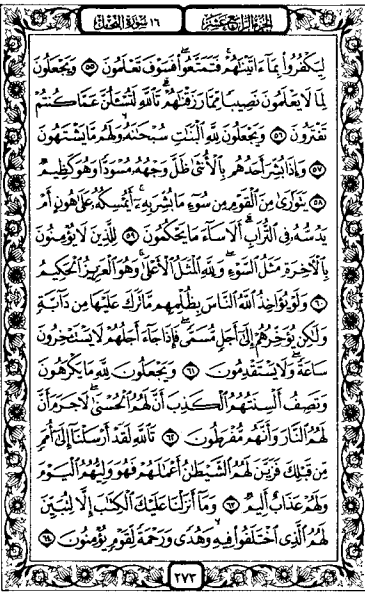 الجزء الرابع عشر ١٦ سورة النحل
لِيَكْفُرُوا۟ بِمَآ ءَاتَيْنَٰهُمْ ۚ فَتَمَتَّعُوا۟ ۖ فَسَوْفَ تَعْلَمُونَ ٥٥ وَيَجْعَلُونَ
لِمَا لَا يَعْلَمُونَ نَصِيبًا مِّمَّا رَزَقْنَٰهُمْ ۗ تَٱللَّهِ لَتُسْـَٔلُنَّ عَمَّا كُنتُمْ
تَفْتَرُونَ ٥٦ وَيَجْعَلُونَ لِلَّهِ ٱلْبَنَٰتِ سُبْحَٰنَهُۥ ۙ وَلَهُم مَّا يَشْتَهُونَ
٥٧ وَإِذَا بُشِّرَ أَحَدُهُم بِٱلْأُنثَىٰ ظَلَّ وَجْهُهُۥ مُسْوَدًّا وَهُوَ كَظِيمٌ
٥٨ يَتَوَٰرَىٰ مِنَ ٱلْقَوْمِ مِن سُوٓءِ مَا بُشِّرَ بِهِۦٓ ۚ أَيُمْسِكُهُۥ عَلَىٰ هُونٍ أَمْ
يَدُسُّهُۥ فِى ٱلتُّرَابِ ۗ أَلَا سَآءَ مَا يَحْكُمُونَ ٥٩ لِلَّذِينَ لَا يُؤْمِنُونَ
بِٱلْـَٔاخِرَةِ مَثَلُ ٱلسَّوْءِ ۖ وَلِلَّهِ ٱلْمَثَلُ ٱلْأَعْلَىٰ ۚ وَهُوَ ٱلْعَزِيزُ ٱلْحَكِيمُ
٦٠ وَلَوْ يُؤَاخِذُ ٱللَّهُ ٱلنَّاسَ بِظُلْمِهِم مَّا تَرَكَ عَلَيْهَا مِن دَآبَّةٍ
وَلَٰكِن يُؤَخِّرُهُمْ إِلَىٰٓ أَجَلٍ مُّسَمًّى ۖ فَإِذَا جَآءَ أَجَلُهُمْ لَا يَسْتَـْٔخِرُونَ
سَاعَةً ۖ وَلَا يَسْتَقْدِمُونَ ٦١ وَيَجْعَلُونَ لِلَّهِ مَا يَكْرَهُونَ
وَتَصِفُ أَلْسِنَتُهُمُ ٱلْكَذِبَ أَنَّ لَهُمُ ٱلْحُسْنَىٰ ۖ لَا جَرَمَ أَنَّ
لَهُمُ ٱلنَّارَ وَأَنَّهُم مُّفْرَطُونَ ٦٢ تَٱللَّهِ لَقَدْ أَرْسَلْنَآ إِلَىٰٓ أُمَمٍ
مِّن قَبْلِكَ فَزَيَّنَ لَهُمُ ٱلشَّيْطَٰنُ أَعْمَٰلَهُمْ فَهُوَ وَلِيُّهُمُ ٱلْيَوْمَ
وَلَهُمْ عَذَابٌ أَلِيمٌ ٦٣ وَمَآ أَنزَلْنَا عَلَيْكَ ٱلْكِتَٰبَ إِلَّا لِتُبَيِّنَ
لَهُمُ ٱلَّذِى ٱخْتَلَفُوا۟ فِيهِ ۙ وَهُدًى وَرَحْمَةً لِّقَوْمٍ يُؤْمِنُونَ ٦٤
٢٧٣